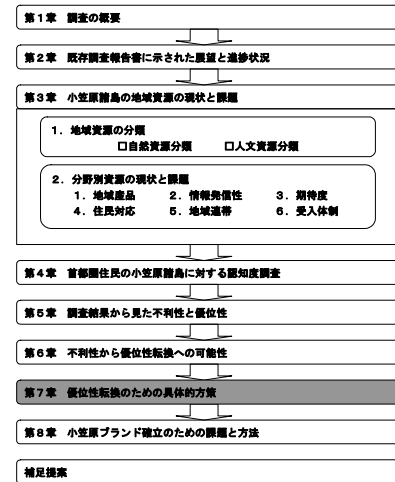 第1章 調査の概要
第2章 既存調査報告書に示された展望と進捗状況
第3章 小笠原諸島の地域資源の現状と課題
1．地域資源の分類
□自然資源分類 □人文資源分類
2．分野別資源の現状と課題
1．地域産品 2．情報発信性 3．期待度
4．住民対応 5．地域連帯 6．受入体制
第4章 首都圏住民の小笠原諸島に対する認知度調査
第5章 調査結果から見た不利性と優位性
第6章 不利性から優位性転換への可能性
第7章 優位性転換のための具体的方策
第8章 小笠原ブランド確立のための課題と方法
補足提案